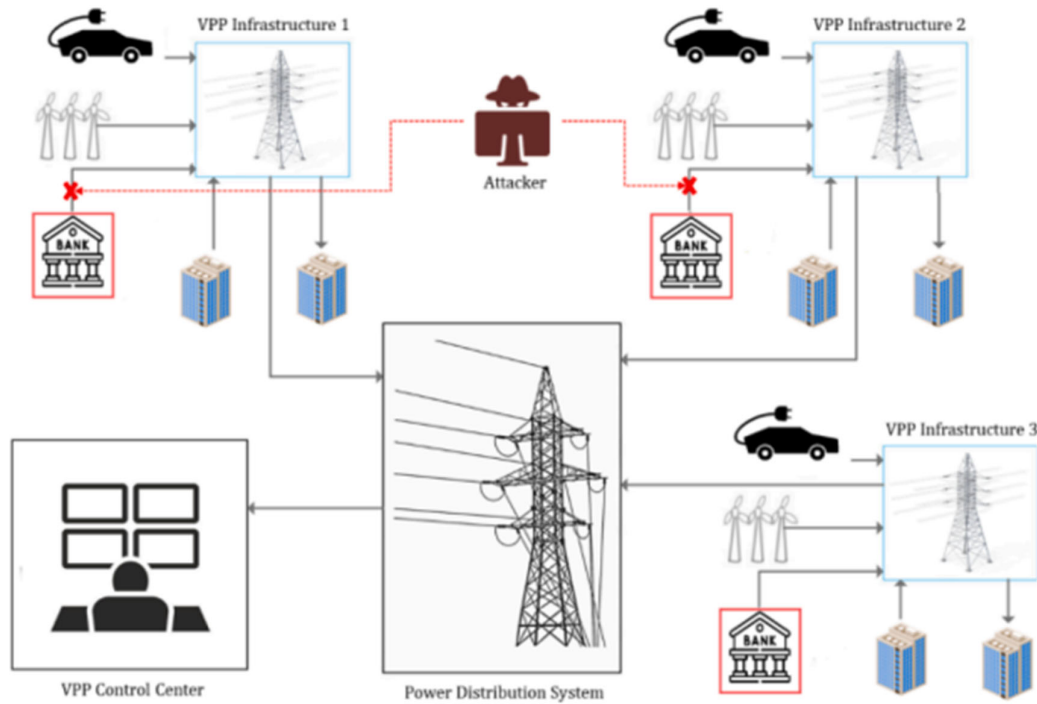 VPP Infrastructure 1
VPP Infrastructure 2
Attacker
BANK
BANK
VPP Infrastructure 3
BANK
VPP Control Center
Power Distribution System